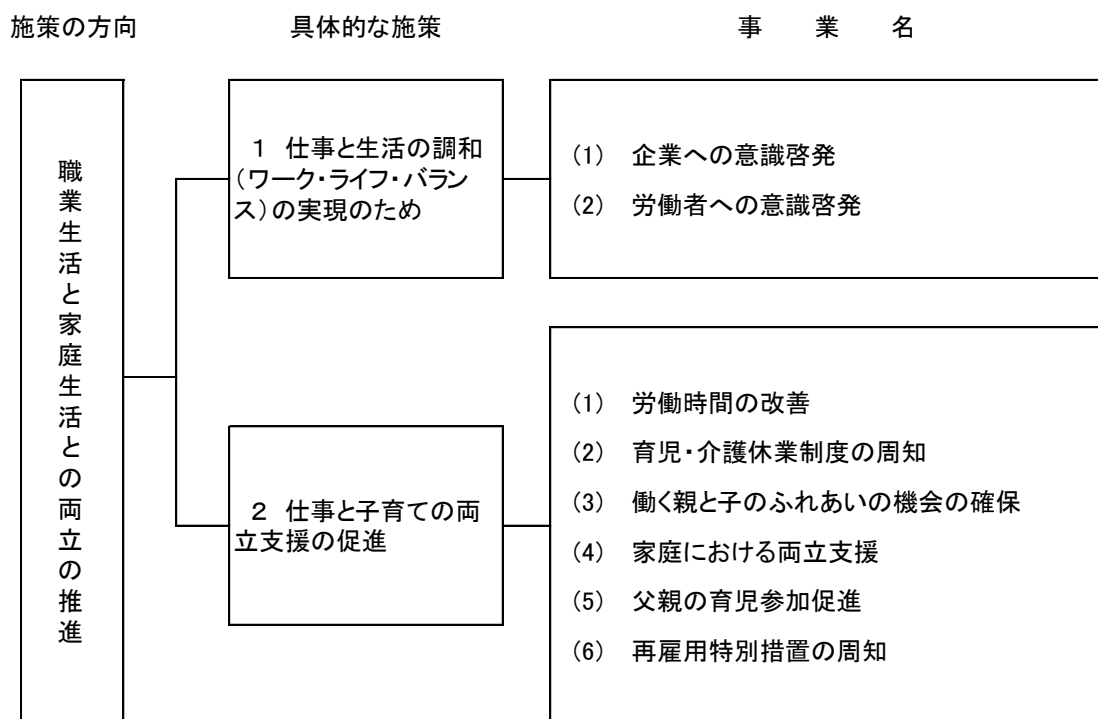 施策の方向 具体的な施策 事 業 名
職業生活と家庭生活との両立の推進
1 仕事と生活の調和
(ワーク・ライフ・バラン
ス)の実現のため
(1) 企業への意識啓発
(2) 労働者への意識啓発
2 仕事と子育ての両
立支援の促進
(1) 労働時間の改善
(2) 育児・介護休業制度の周知
(3) 働く親と子のふれあいの機会の確保
(4) 家庭における両立支援
(5) 父親の育児参加促進
(6) 再雇用特別措置の周知